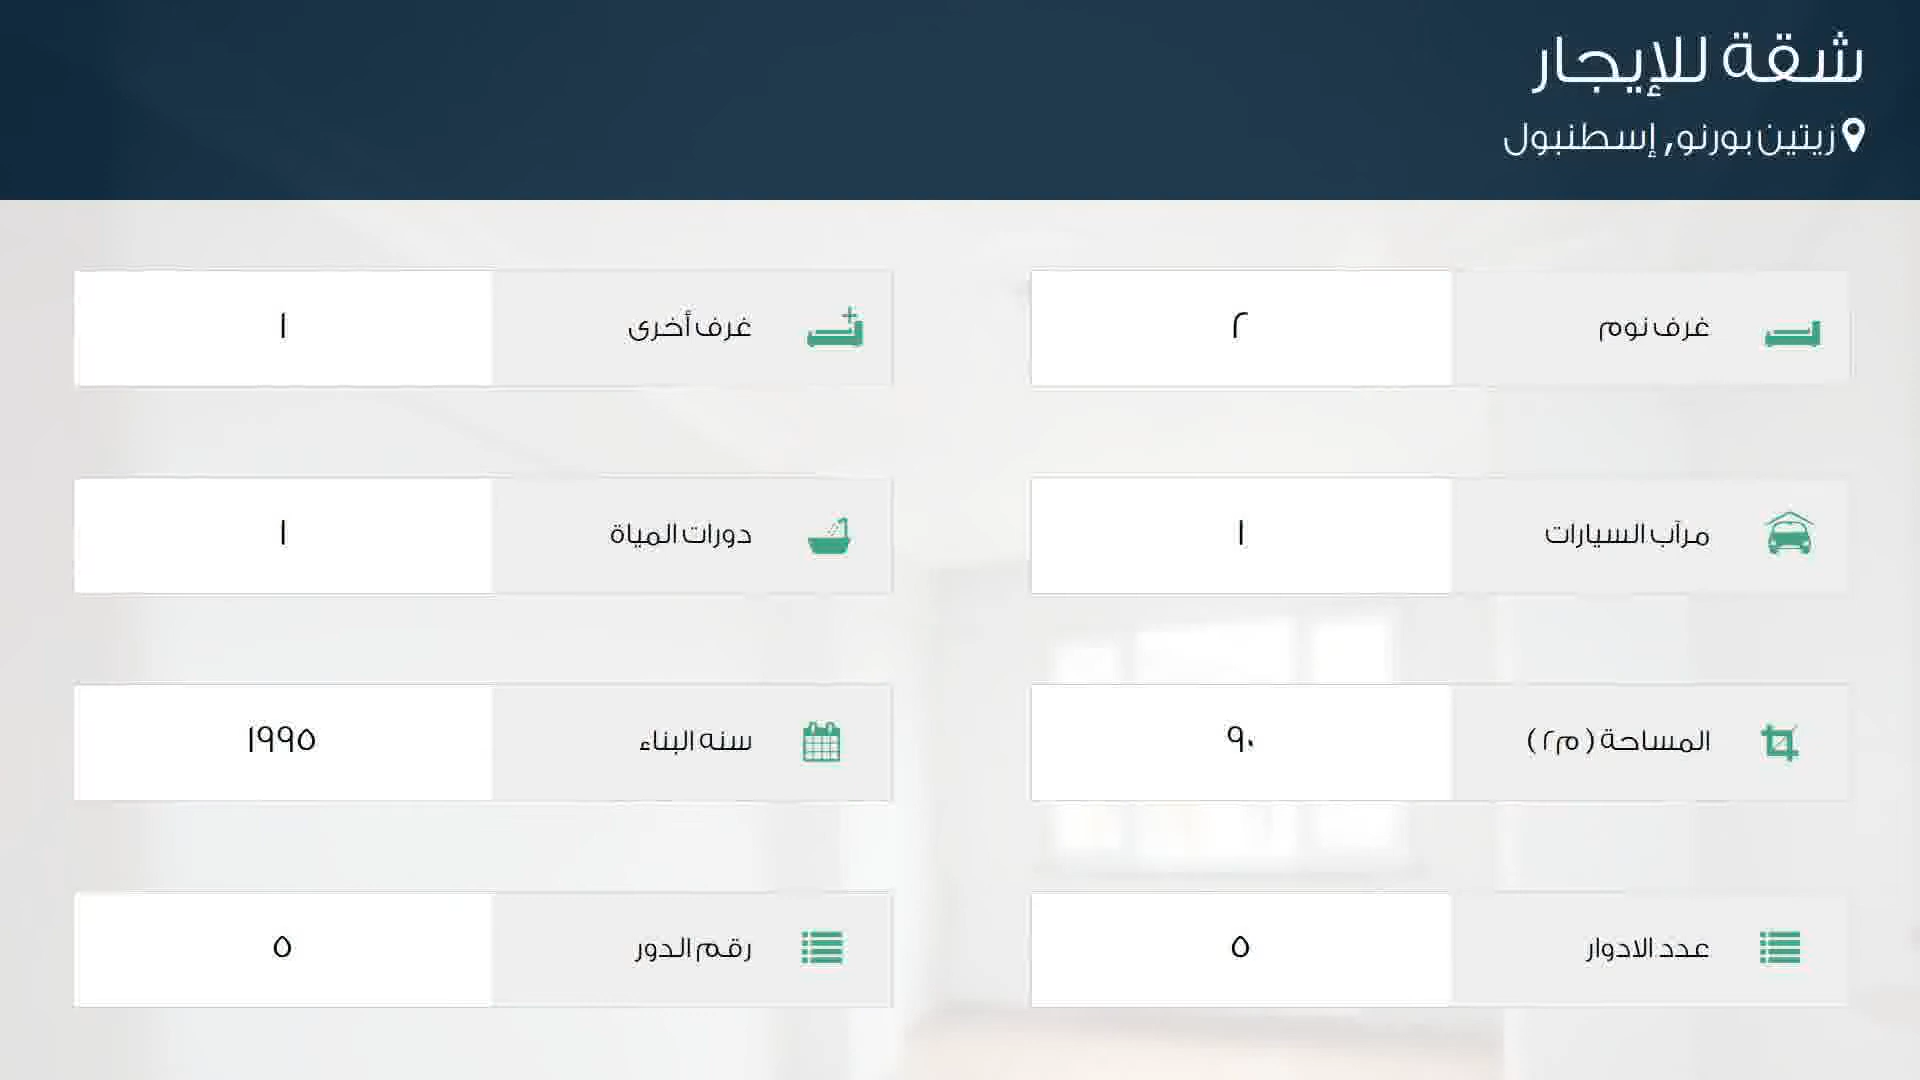 شقة للإيجار
زيتين بورنو, إسطنبول
غرف نوم ٢
غرف أخرى ١
مرآب السيارات ١
دورات المياة ١
المساحة ( م٢ ) ٩٠
سنه البناء ١٩٩٥
عدد الادوار ٥
رقم الدور ٥